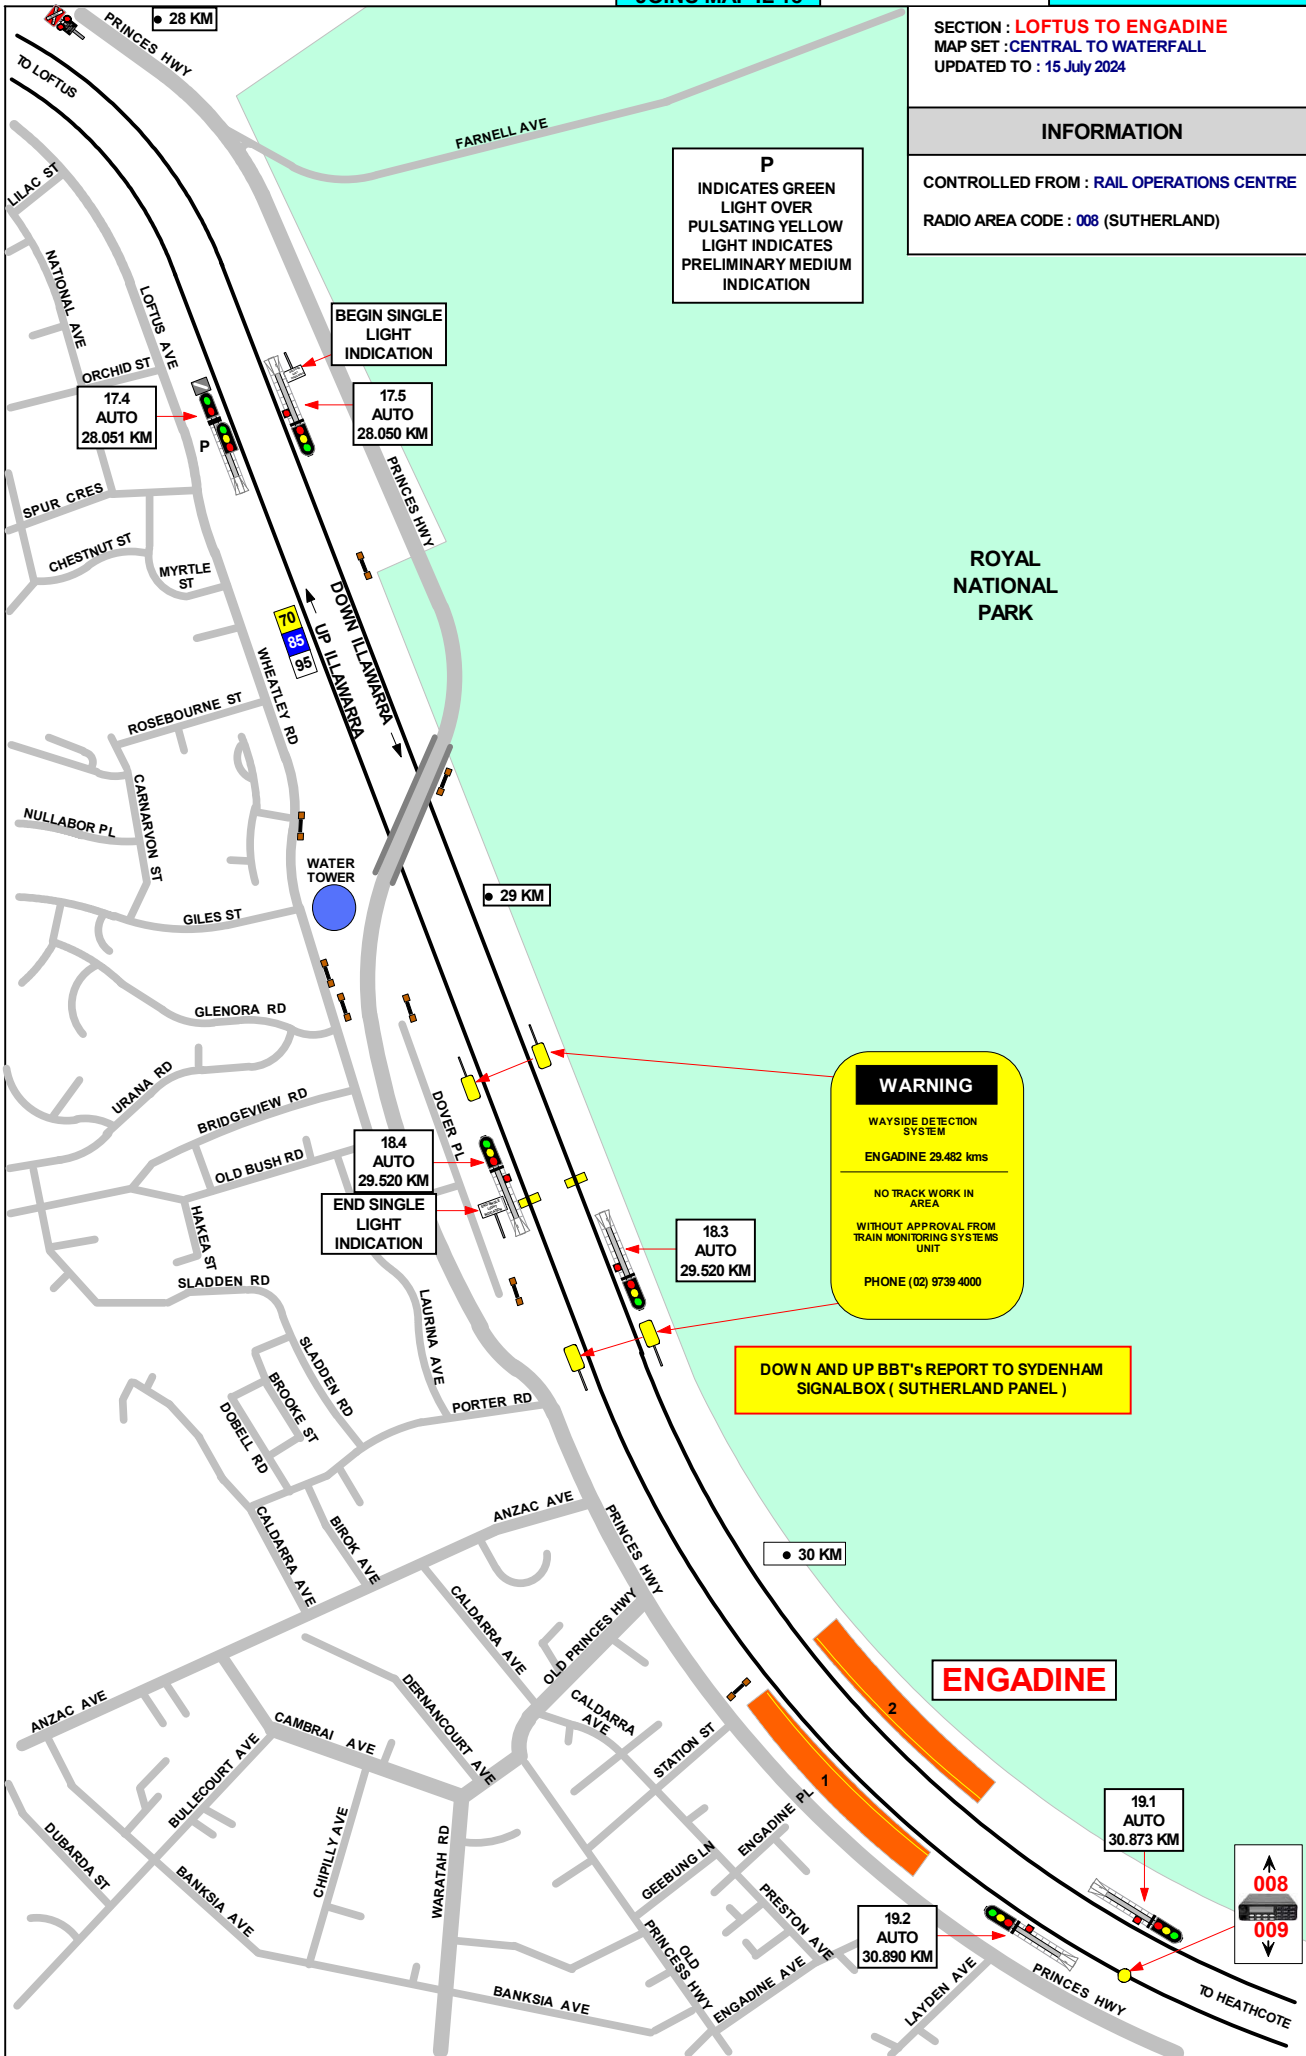 JOINS MAP 12-13
SECTION : LOFTUS TO ENGADINE
MAP SET :CENTRAL TO WATERFALL
UPDATED TO : 15 July 2024
INFORMATION
CONTROLLED FROM : RAIL OPERATIONS CENTRE
RADIO AREA CODE : 008 (SUTHERLAND)
28 KM
PRINCES HWY
TO LOFTUS
FARNELL AVE
P
INDICATES GREEN
LIGHT OVER
PULSATING YELLOW
LIGHT INDICATES
PRELIMINARY MEDIUM
INDICATION
LILAC ST
NATIONAL AVE
LOFTUS AVE
ORCHID ST
BEGIN SINGLE
LIGHT
INDICATION
17.4
AUTO
28.051 KM
P
17.5
AUTO
28.050 KM
PRINCES HWY
SPUR CRES
CHESTNUT ST
MYRTLE
ST
ROYAL
NATIONAL
PARK
70
85
95
UP ILLAWARRA
DOWN ILLAWARRA
WHEATLEY RD
ROSEBOURNE ST
CARNARVON ST
NULLABOR PL
WATER
TOWER
29 KM
GILES ST
GLENORA RD
URANA RD
BRIDGEVIEW RD
DOVER PL
OLD BUSH RD
HAKEA ST
18.4
AUTO
29.520 KM
END SINGLE
LIGHT
INDICATION
18.3
AUTO
29.520 KM
WARNING
WAYSIDE DETECTION
SYSTEM
ENGADINE 29.482 kms
NO TRACK WORK IN
AREA
WITHOUT APPROVAL FROM
TRAIN MONITORING SYSTEMS
UNIT
PHONE (02) 9739 4000
SLADDEN RD
LAURINA AVE
SLADDEN RD
BROOKE ST
DOBELL RD
PORTER RD
DOWN AND UP BBT's REPORT TO SYDENHAM
SIGNALBOX ( SUTHERLAND PANEL )
CALDARRA AVE
BIROK AVE
ANZAC AVE
PRINCES HWY
30 KM
CALDARRA AVE
OLD PRINCES HWY
ENGADINE
2
1
ANZAC AVE
DERNANCOURT AVE
CAMBRAI AVE
CALDARRA
AVE
STATION ST
BULLECOURT AVE
CHIPILLY AVE
WARATAH RD
DUBARDA ST
BANKSIA AVE
ENGADINE PL
GEEBUNG LN
PRESTON AVE
OLD
PRINCESS HWY
ENGADINE AVE
BANKSIA AVE
19.1
AUTO
30.873 KM
19.2
AUTO
30.890 KM
008
009
LAYDEN AVE
PRINCES HWY
TO HEATHCOTE